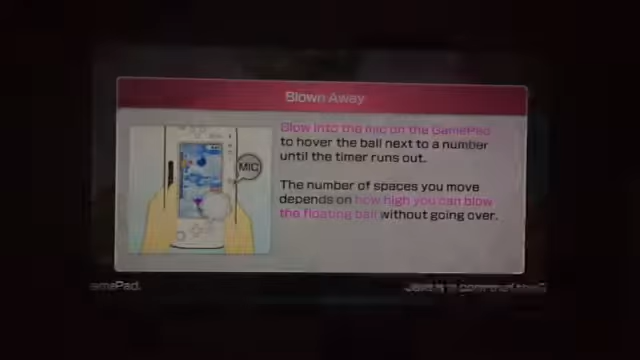 Blown Away
Blow into the mic on the GamePad
to hover the ball next to a number
until the timer runs out.
MIC
The number of spaces you move
depends on how high you can blow
the floating ball without going over.
amePad.